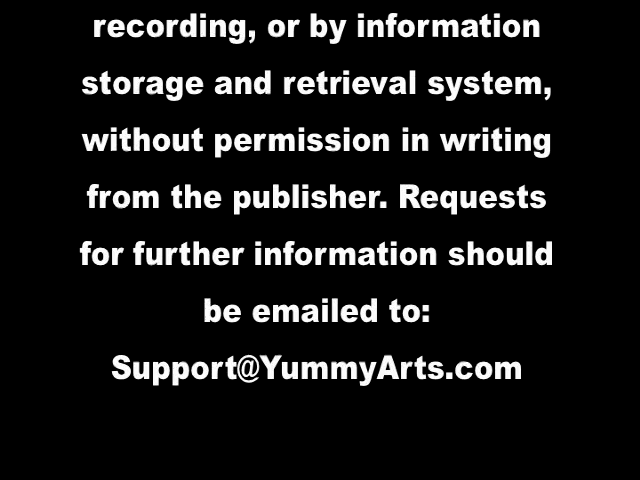 recording, or by information
storage and retrieval system,
without permission in writing
from the publisher. Requests
for further information should
be emailed to:
Support@YummyArts.com